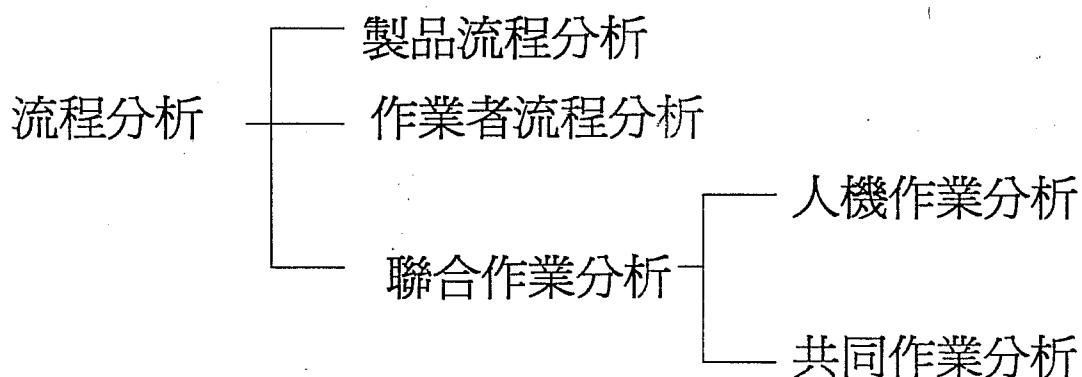 製品流程分析
流程分析
作業者流程分析
人機作業分析
聯合作業分析
共同作業分析